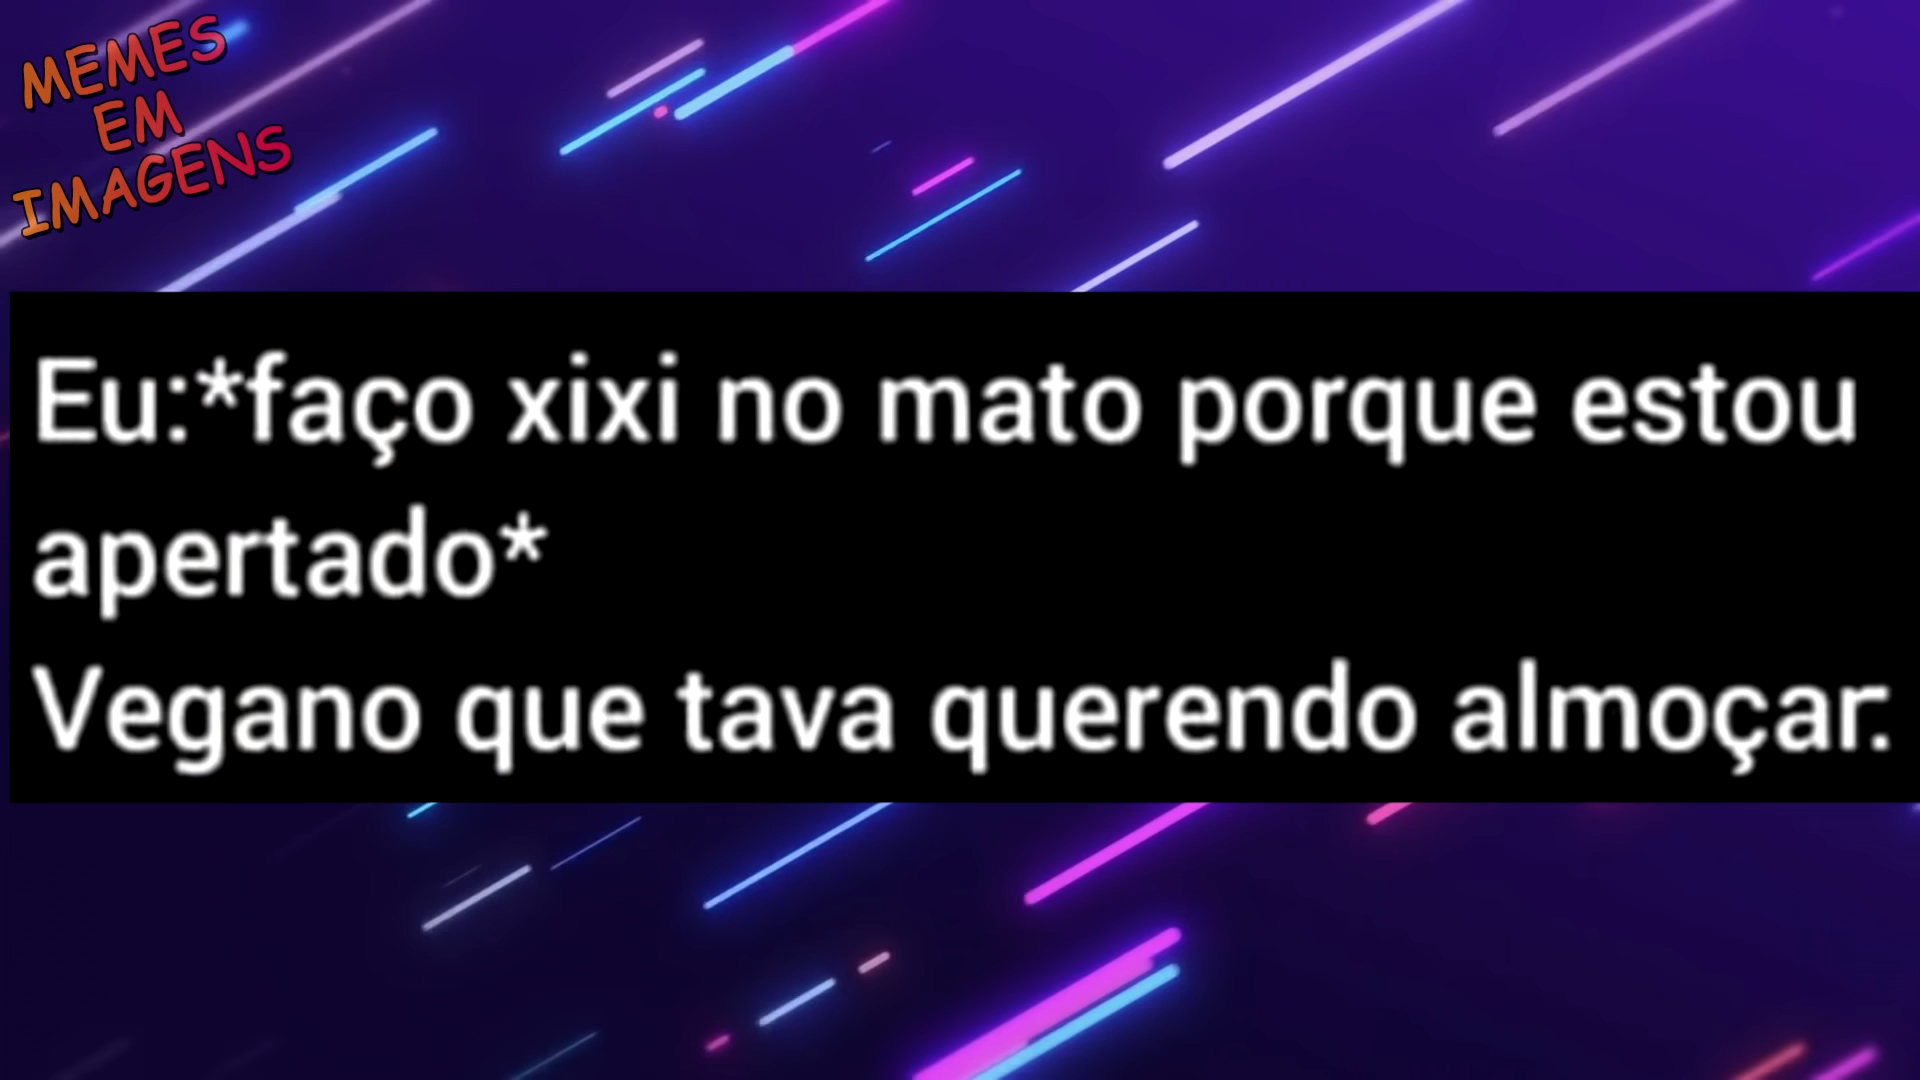 MEMES
EM
IMAGENS
Eu:*faço xixi no mato porque estou
apertado*
Vegano que tava querendo almoçar: